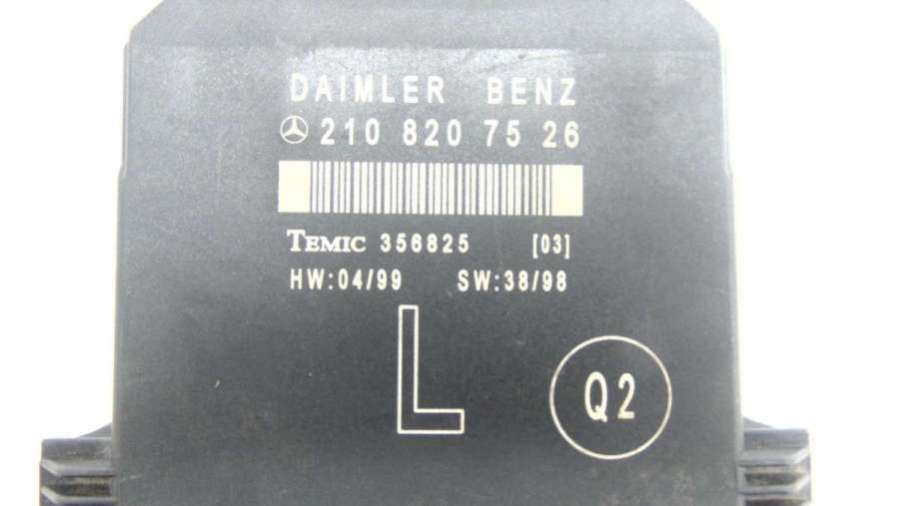 DAIMLER BENZ
210 820 75 26
TEMIC 356825 [03]
HW:04/99 SW:38/98
L
Q2